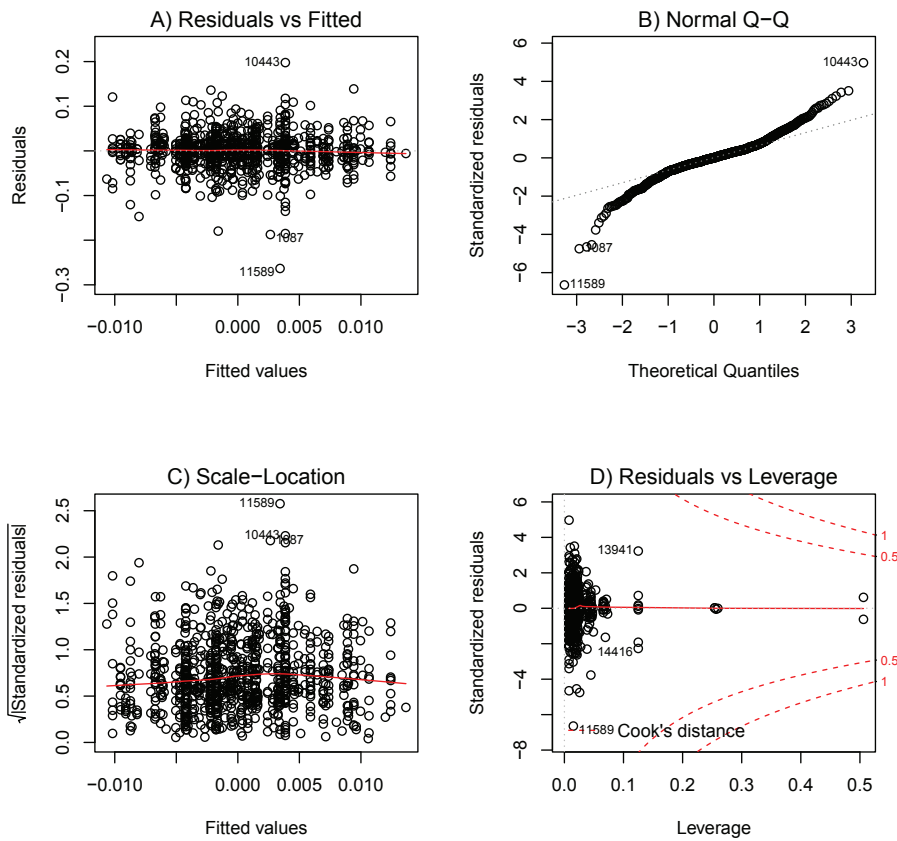 A) Residuals vs Fitted
0.2
0.1
−0.1
−0.3
Residuals
10443
1087
11589
−0.010 0.000 0.005 0.010
Fitted values
B) Normal Q−Q
6
4
2
0
−2
−4
−6
Standardized residuals
10443
1087
11589
−3 −2 −1 0 1 2 3
Theoretical Quantiles
C) Scale−Location
2.5
2.0
1.5
1.0
0.5
0.0
√|Standardized residuals|
11589
10443
1087
−0.010 0.000 0.005 0.010
Fitted values
D) Residuals vs Leverage
6
4
2
0
−4
−8
Standardized residuals
13941
14416
11589
Cook's distance
1
0.5
0.5
1
0.0 0.1 0.2 0.3 0.4 0.5
Leverage